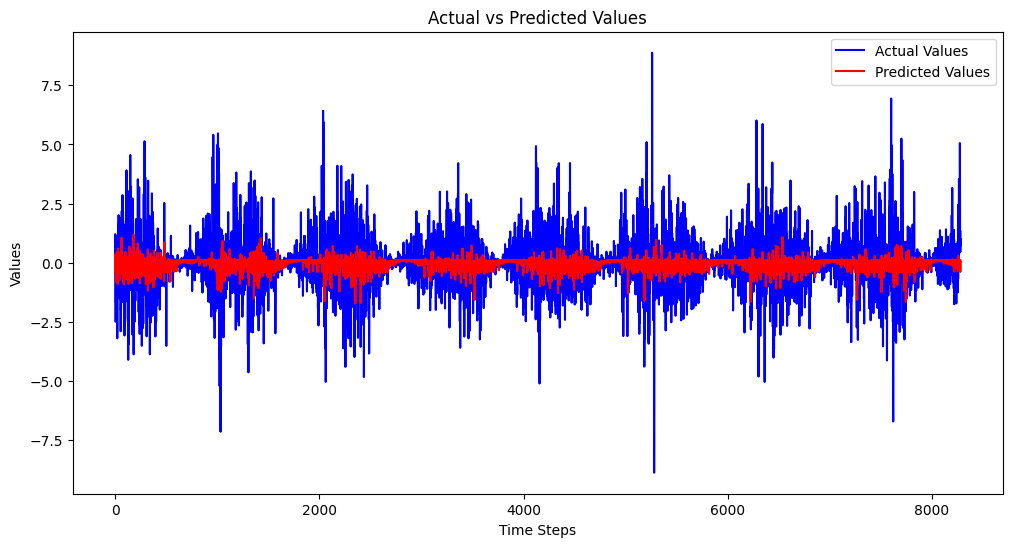 Actual vs Predicted Values
Actual Values
Predicted Values
7.5
5.0
2.5
0.0
−2.5
−5.0
−7.5
Values
0 2000 4000 6000 8000
Time Steps